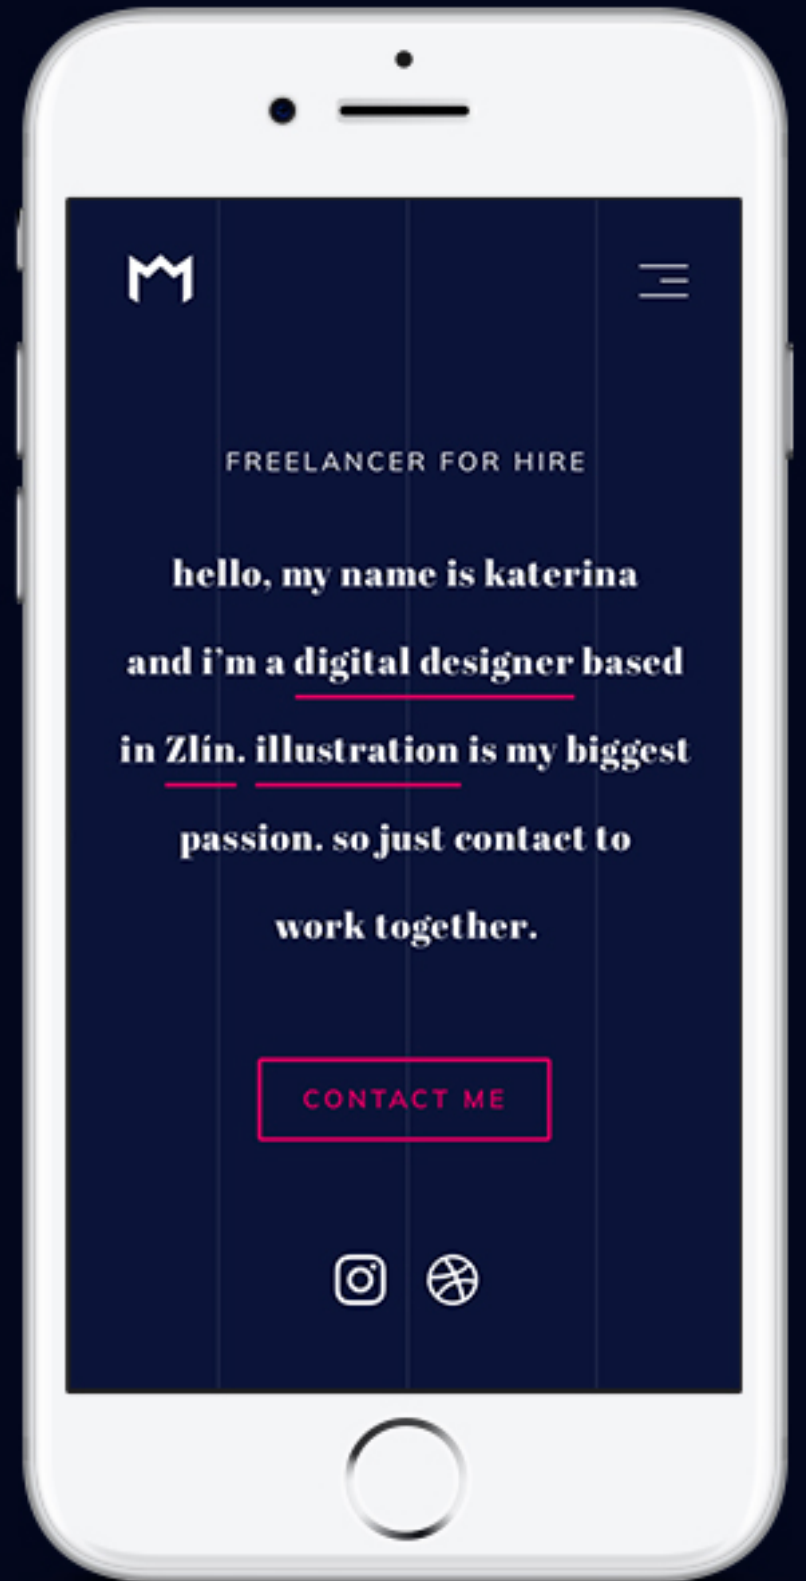 FREELANCER FOR HIRE
hello, my name is katerina
and i’m a digital designer based
in Zlín. illustration is my biggest
passion. so just contact to
work together.
CONTACT ME